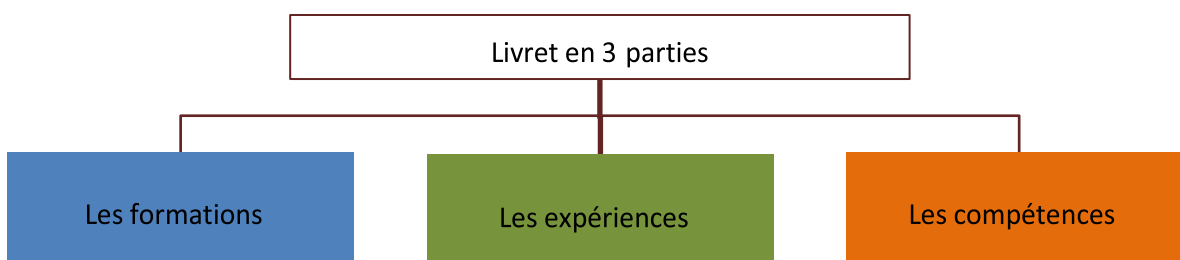 Livret en 3 parties
Les formations
Les expériences
Les compétences